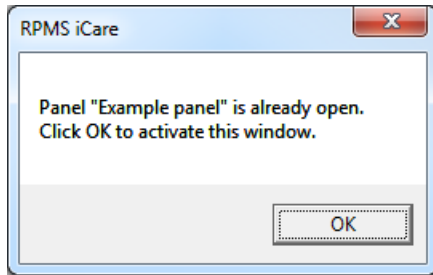 RPMS iCare
Panel "Example panel" is already open.
Click OK to activate this window.
OK